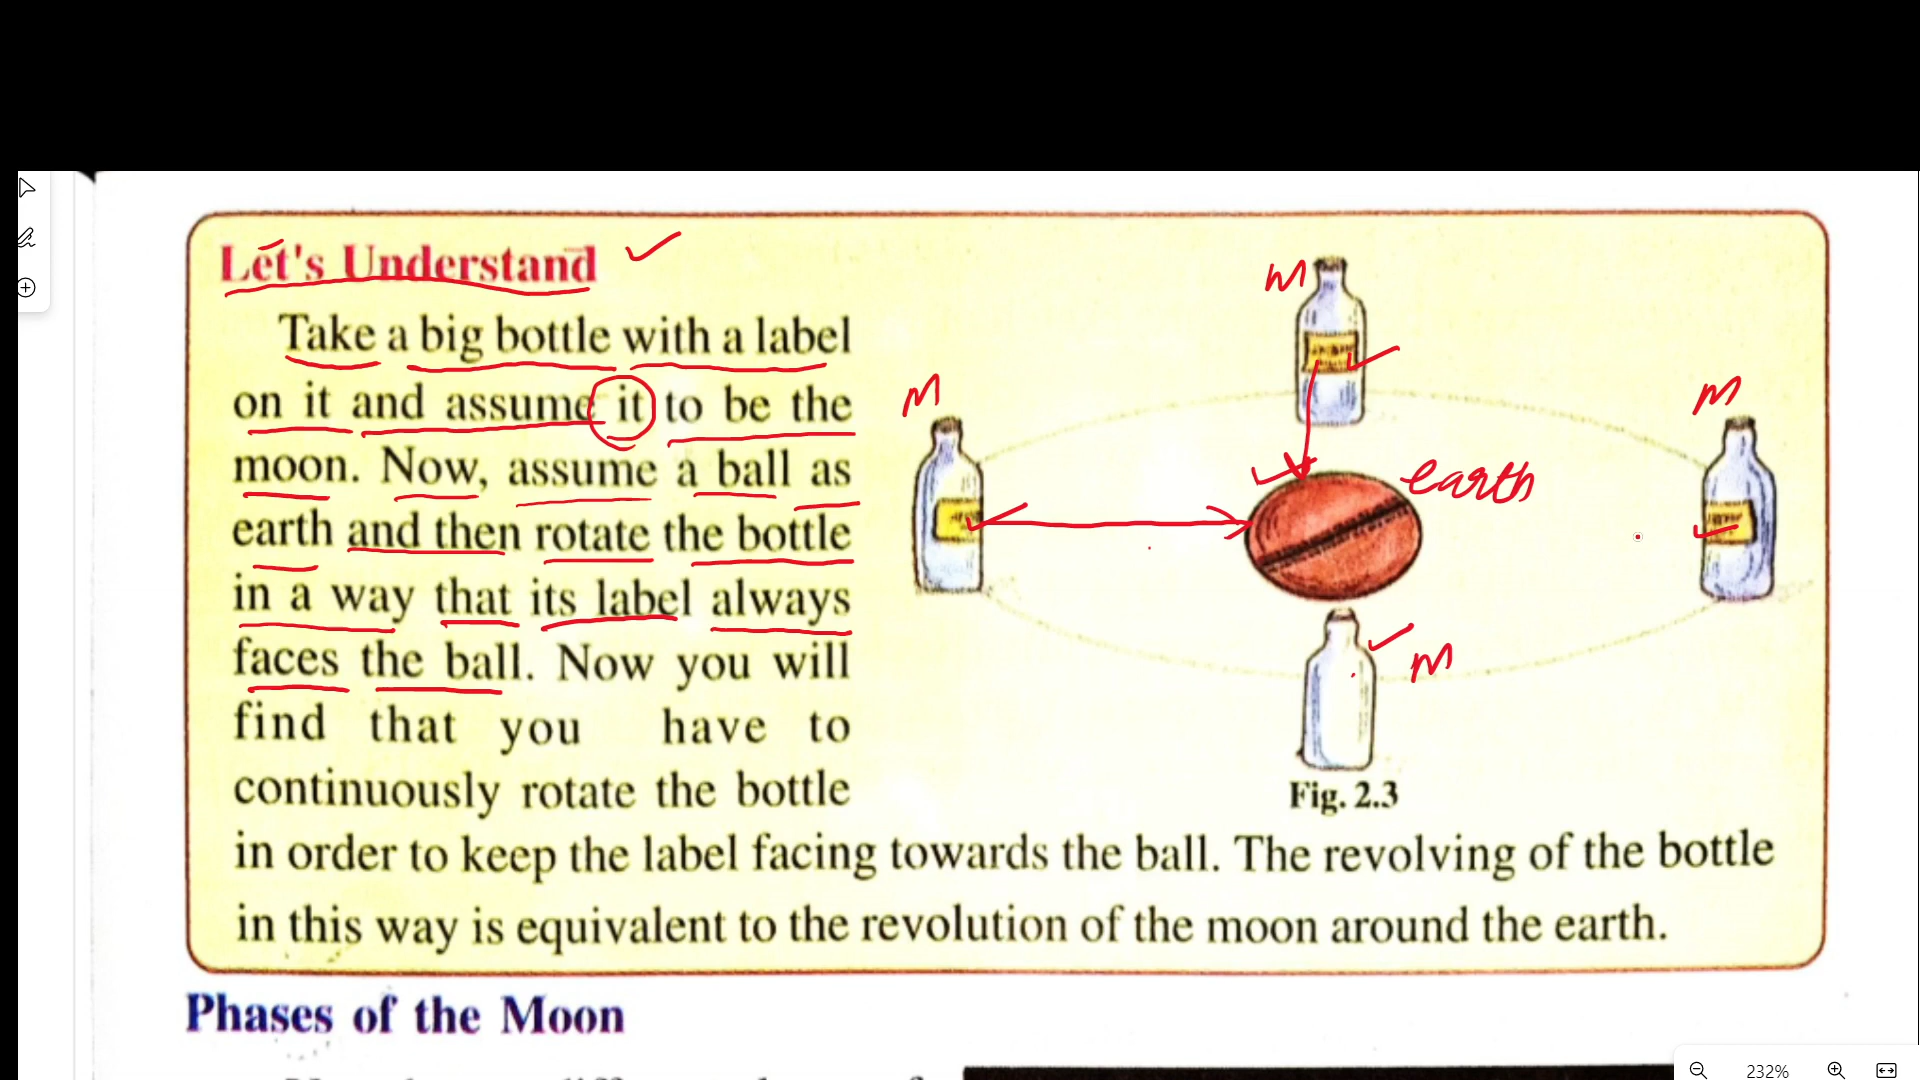 Let's Understand
Take a big bottle with a label
on it and assume it to be the
moon. Now, assume a ball as
earth and then rotate the bottle
in a way that its label always
faces the ball. Now you will
find that you have to
continuously rotate the bottle
in order to keep the label facing towards the ball. The revolving of the bottle
in this way is equivalent to the revolution of the moon around the earth.
M
M
M
earth
M
Fig. 2.3
Phases of the Moon
232%